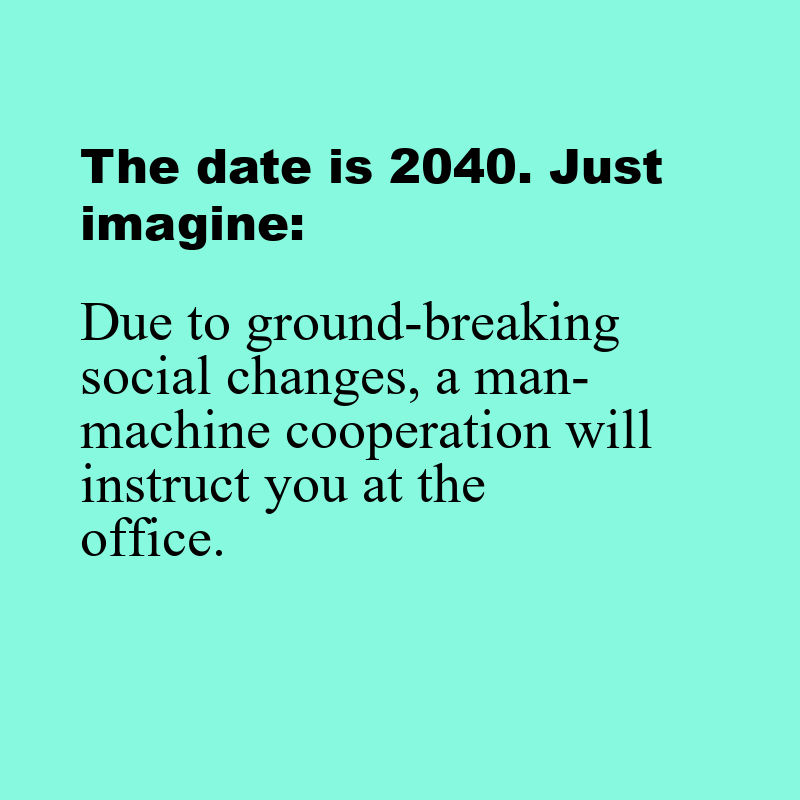 The date is 2040. Just
imagine:
Due to ground-breaking
social changes, a man-
machine cooperation will
instruct you at the
office.